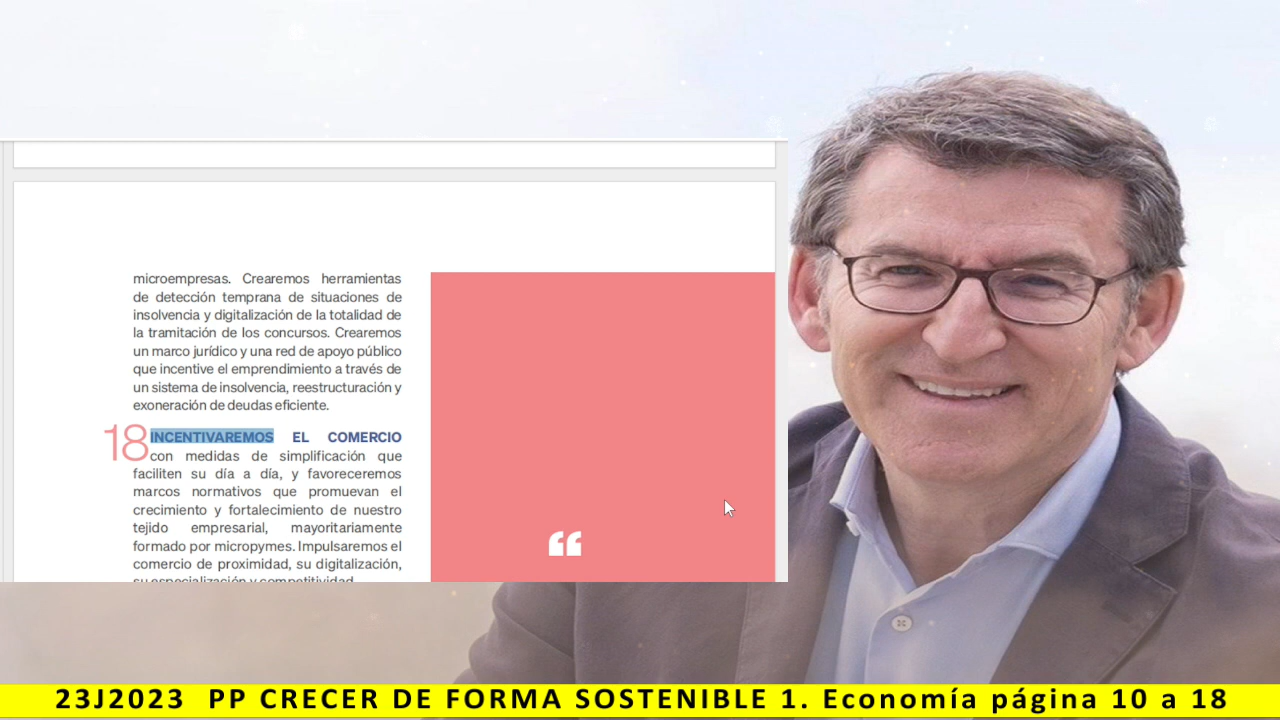 microempresas. Crearemos herramientas
de detección temprana de situaciones de
insolvencia y digitalización de la totalidad de
la tramitación de los concursos. Crearemos
un marco jurídico y una red de apoyo público
que incentive el emprendimiento a través de
un sistema de insolvencia, reestructuración y
exoneración de deudas eficiente.
18 INCENTIVAREMOS EL COMERCIO
con medidas de simplificación que
faciliten su día a día, y favoreceremos
marcos normativos que promuevan el
crecimiento y fortalecimiento de nuestro
tejido empresarial, mayoritariamente
formado por micropymes. Impulsaremos el
comercio de proximidad, su digitalización,
su especialización y competitividad.
“
23J2023 PP CRECER DE FORMA SOSTENIBLE 1. Economía página 10 a 18